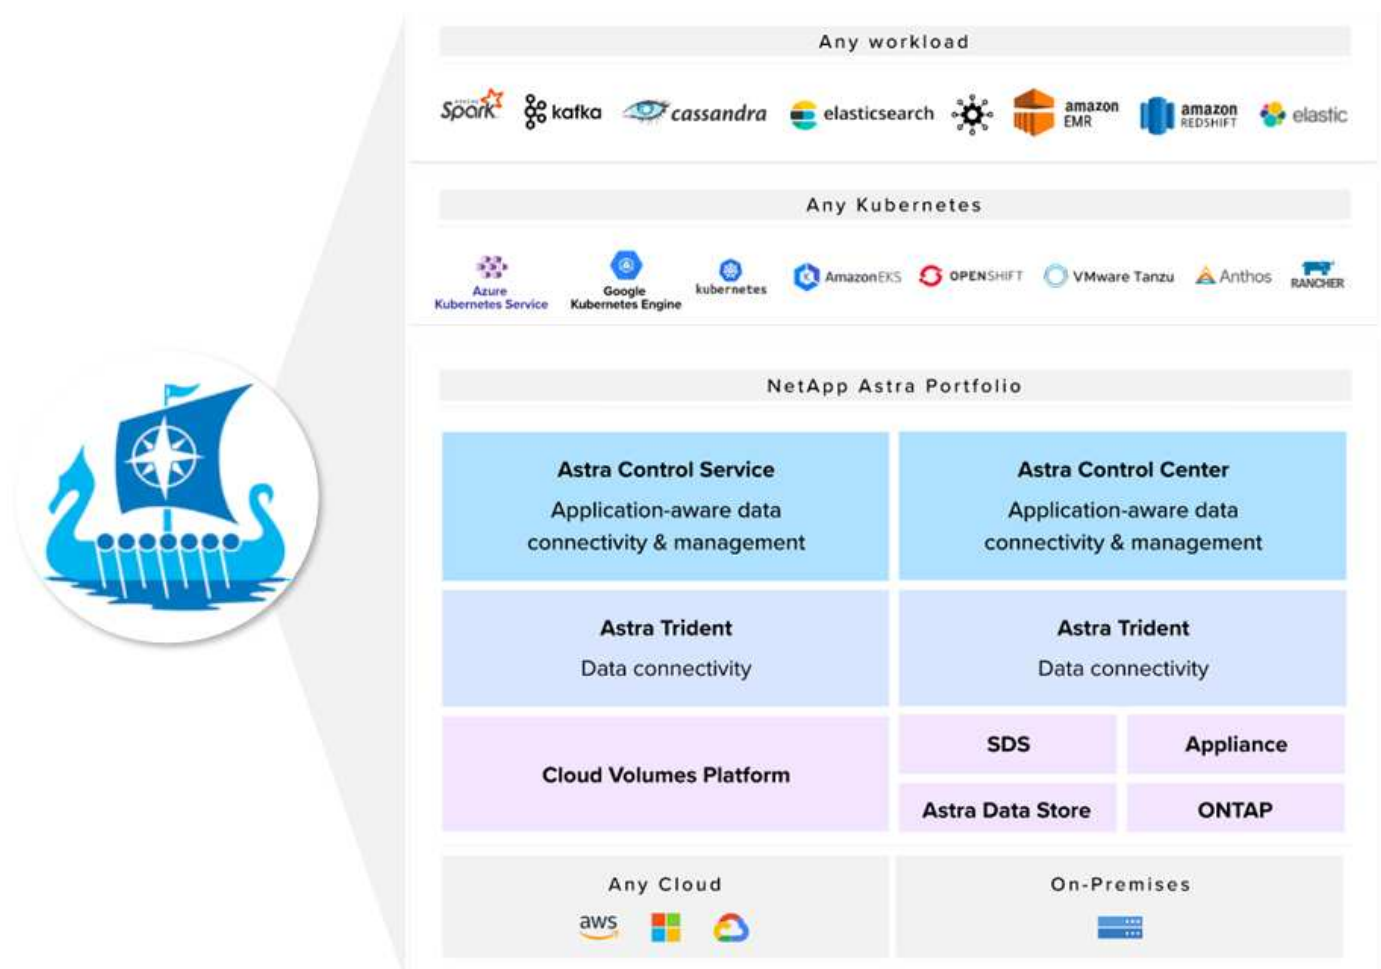 Any workload
APACHE
Spark
kafka
cassandra
elasticsearch
amazon
EMR
amazon
REDSHIFT
elastic
Any Kubernetes
Azure
Kubernetes Service
Google
Kubernetes Engine
kubernetes
AmazonEKS
OPENSHIFT
VMware Tanzu
Anthos
RANCHER
NetApp Astra Portfolio
Astra Control Service
Application-aware data
connectivity & management
Astra Control Center
Application-aware data
connectivity & management
Astra Trident
Data connectivity
Astra Trident
Data connectivity
Cloud Volumes Platform
SDS
Appliance
Astra Data Store
ONTAP
Any Cloud
aws
On-Premises